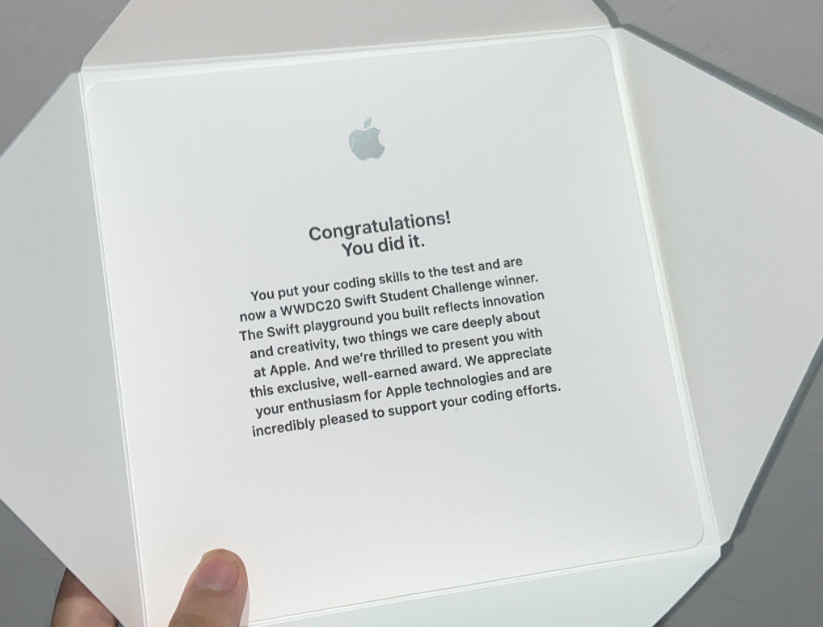 Congratulations!
You did it.
You put your coding skills to the test and are
now a WWDC20 Swift Student Challenge winner.
The Swift playground you built reflects innovation
and creativity, two things we care deeply about
at Apple. And we're thrilled to present you with
this exclusive, well-earned award. We appreciate
your enthusiasm for Apple technologies and are
incredibly pleased to support your coding efforts.